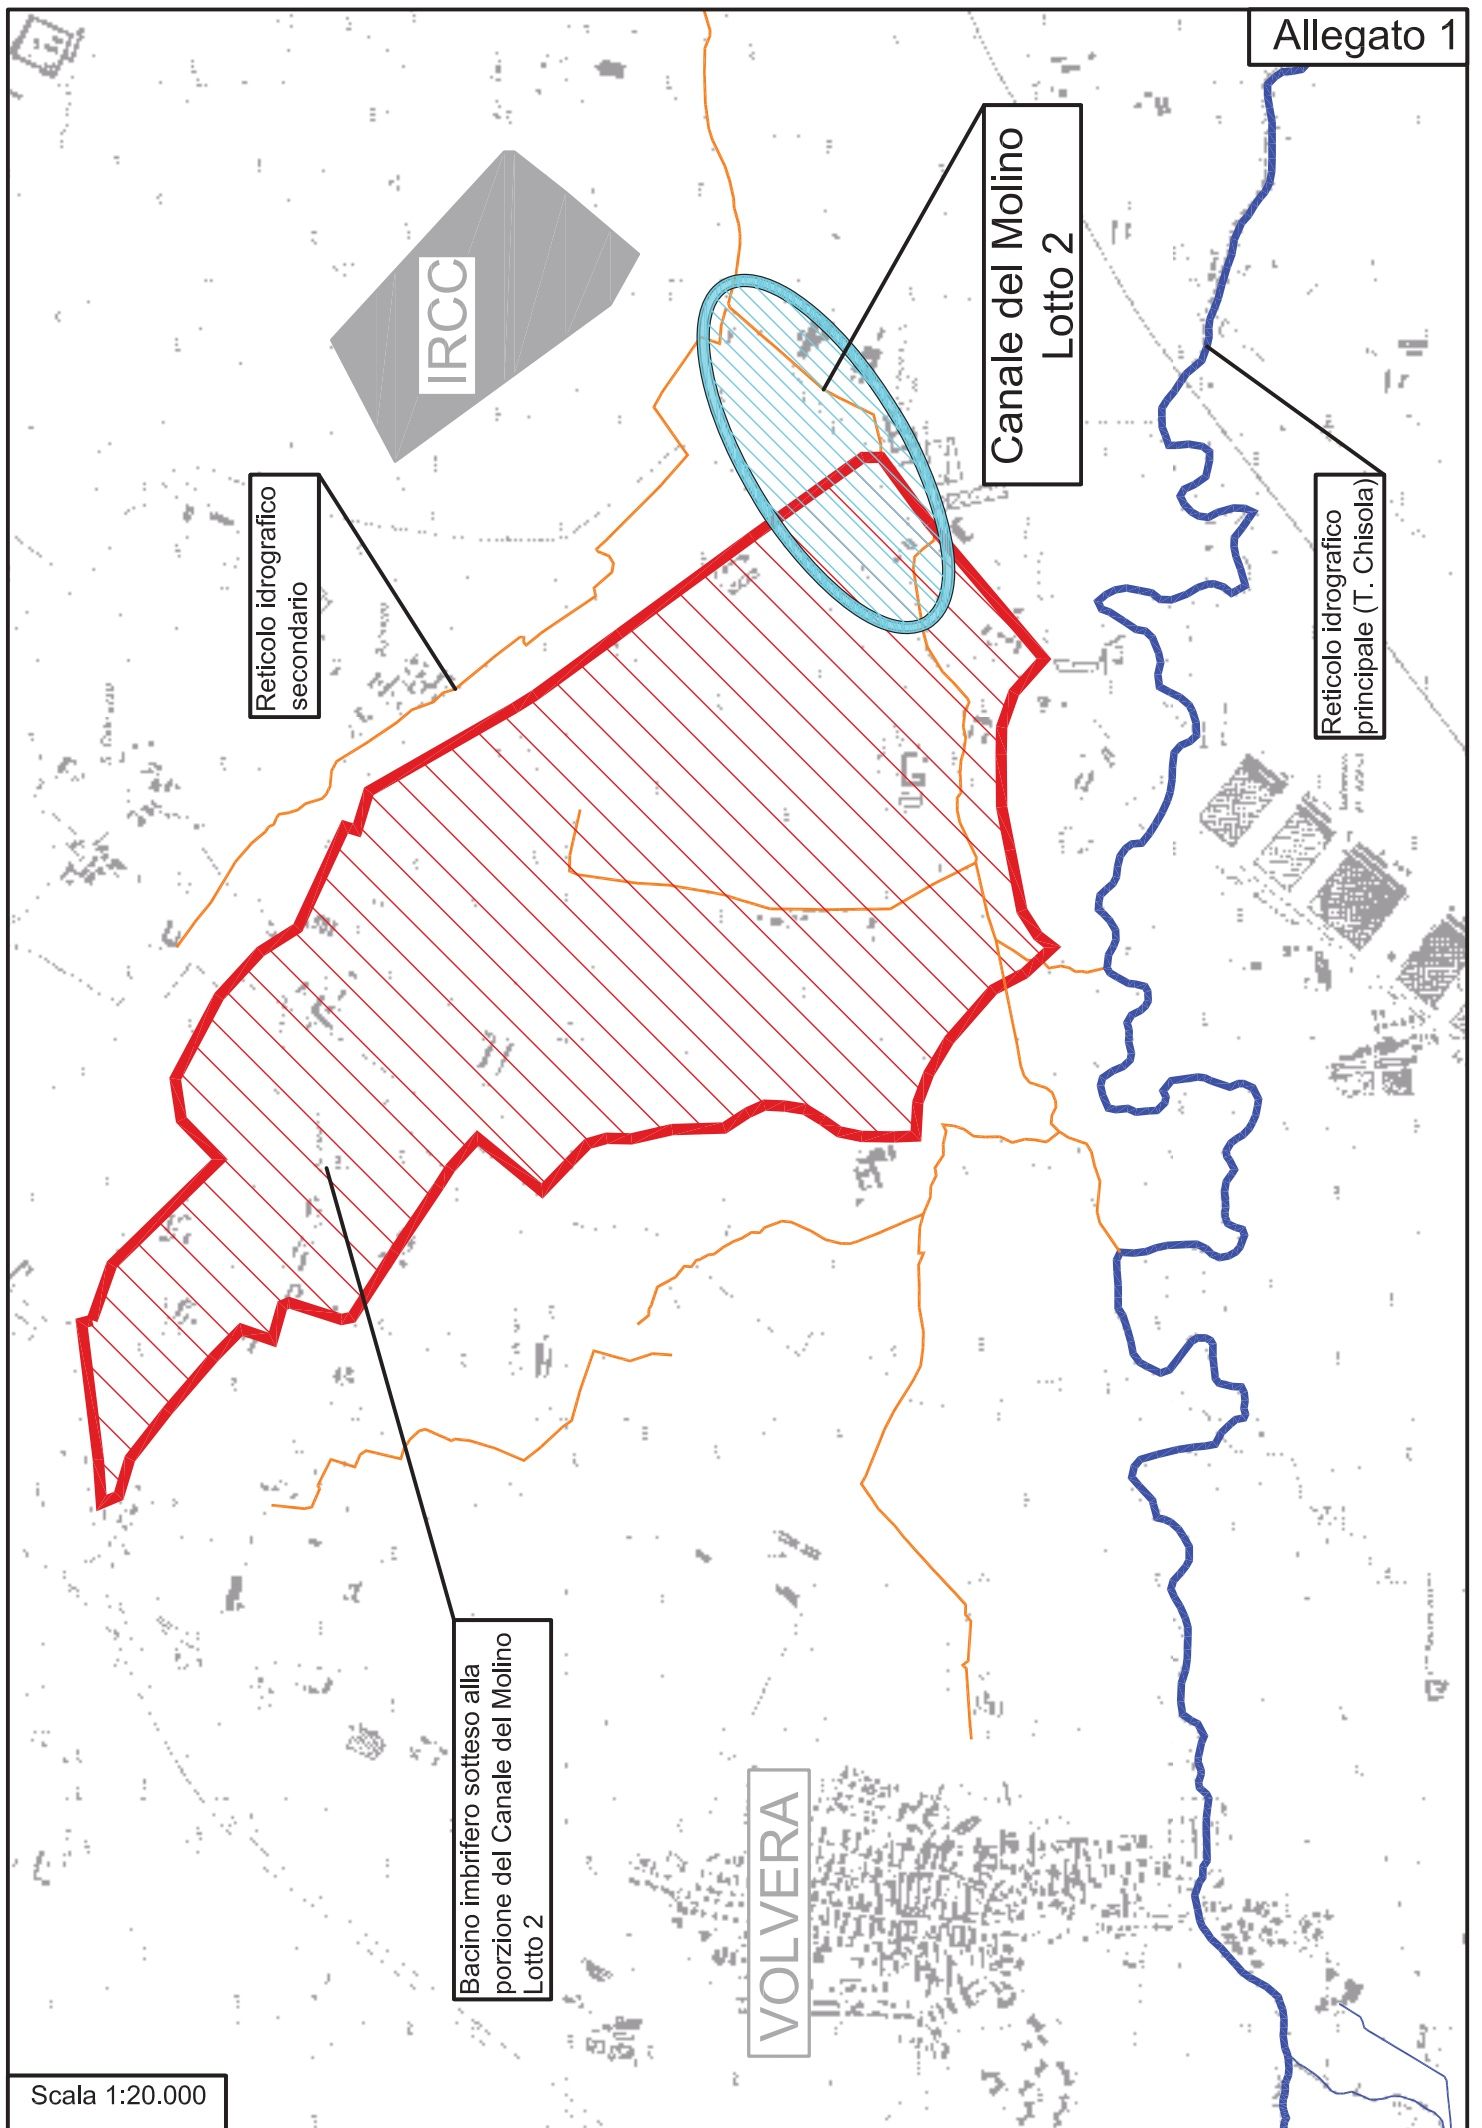 Allegato 1
Canale del Molino
Lotto 2
IRCC
Reticolo idrografico
secondario
Reticolo idrografico
principale (T. Chisola)
Bacino imbrifero sotteso alla
porzione del Canale del Molino
Lotto 2
VOLVERA
Scala 1:20.000